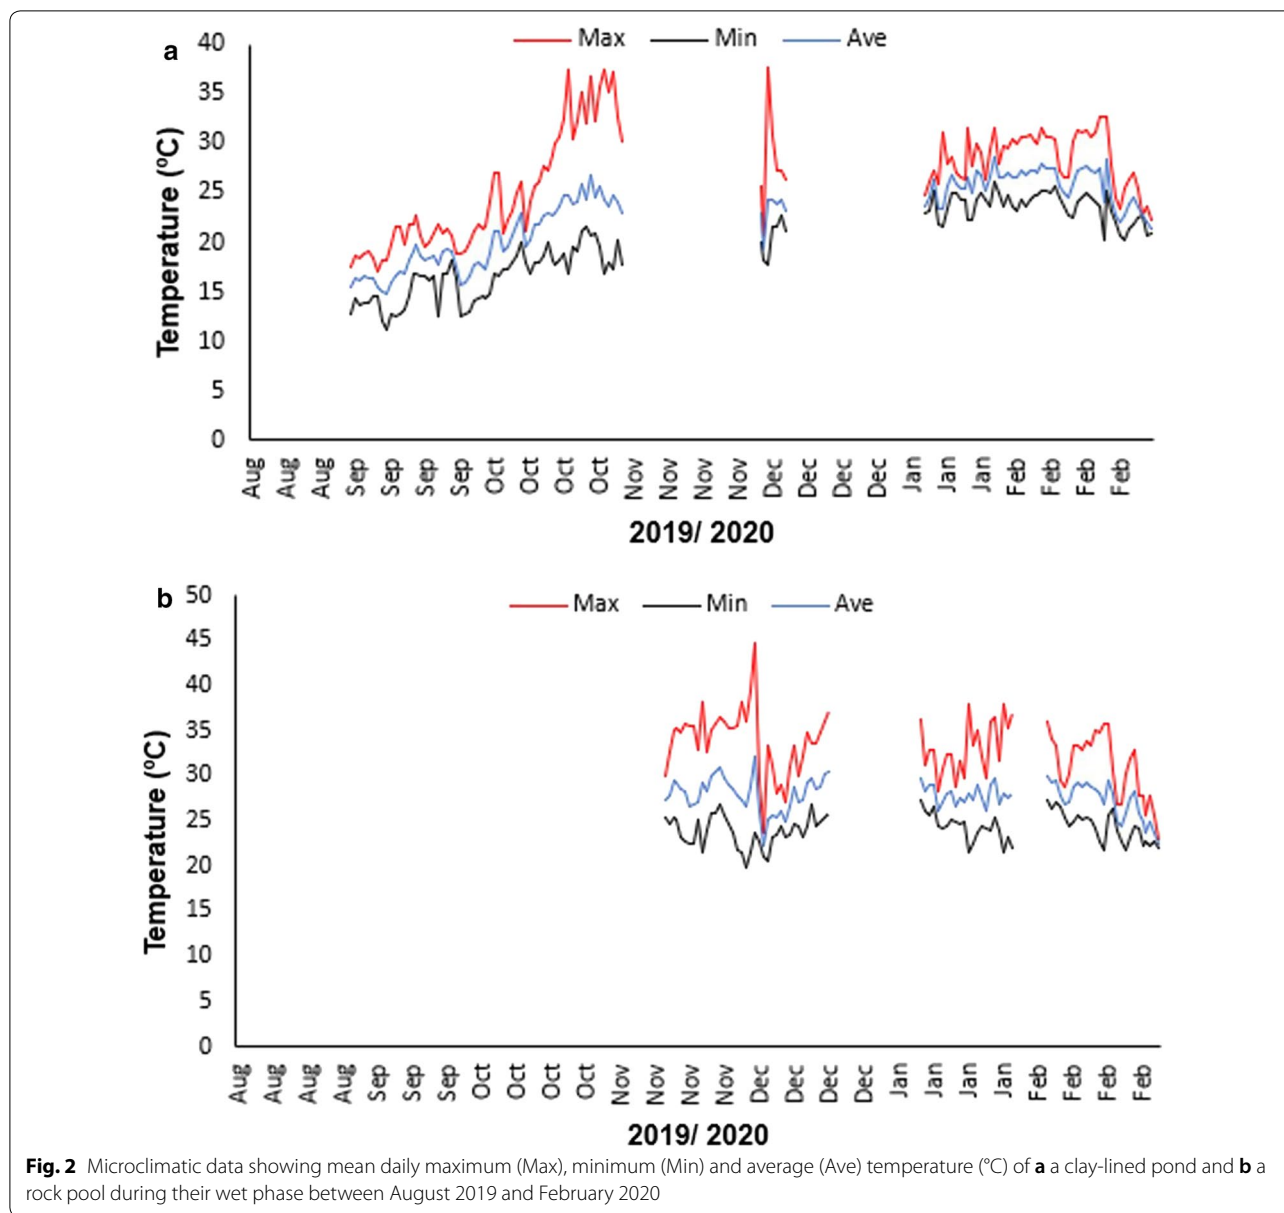 a
Max Min Ave
40
35
30
25
20
15
10
5
0
Temperature (ºC)
Aug Aug Aug Sep Sep Sep Sep Oct Oct Oct Oct Nov Nov Nov Nov Dec Dec Dec Dec Jan Jan Jan Feb Feb Feb Feb
2019/ 2020
b
Max Min Ave
50
45
40
35
30
25
20
15
10
5
0
Temperature (ºC)
Aug Aug Aug Aug Sep Sep Sep Oct Oct Oct Nov Nov Nov Nov Dec Dec Dec Dec Jan Jan Jan Jan Feb Feb Feb Feb
2019/ 2020
Fig. 2 Microclimatic data showing mean daily maximum (Max), minimum (Min) and average (Ave) temperature (°C) of a a clay-lined pond and b a
rock pool during their wet phase between August 2019 and February 2020